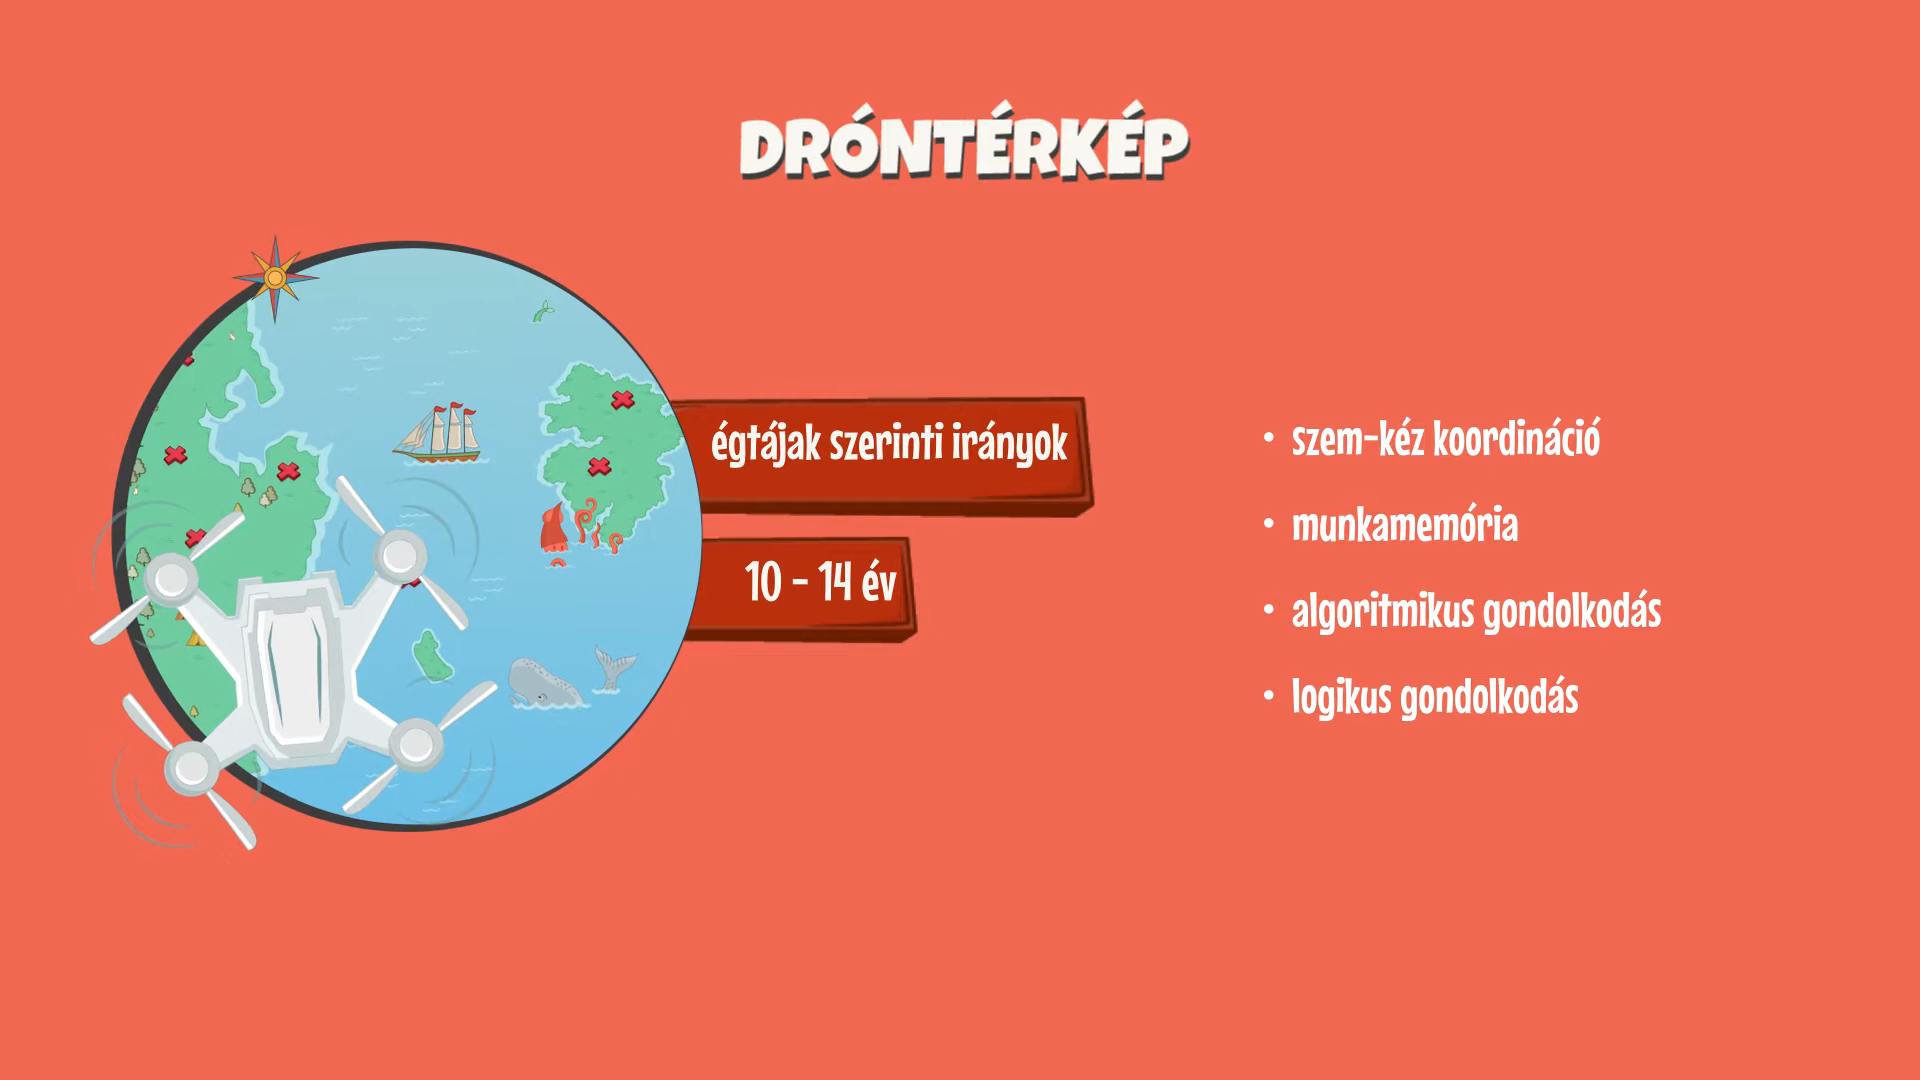 DRÓNTÉRKÉP
égtájak szerinti irányok
10 - 14 év
• szem-kéz koordináció
• munkamemória
• algoritmikus gondolkodás
• logikus gondolkodás